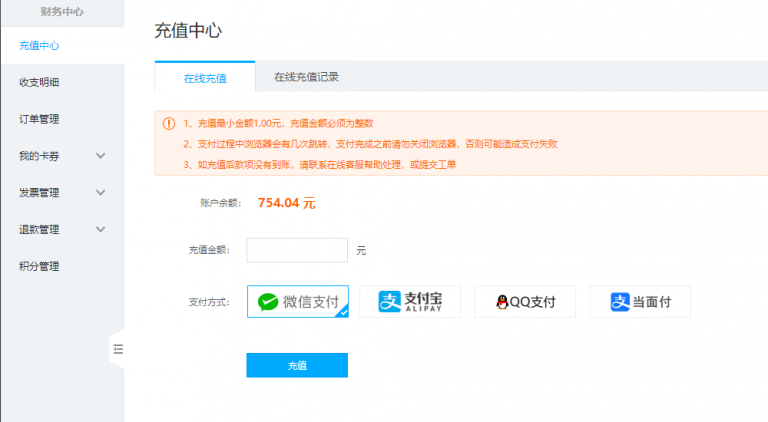 财务中心
充值中心
收支明细
订单管理
我的卡券
发票管理
退款管理
积分管理
充值中心
在线充值
在线充值记录
1、充值最小金额1.00元，充值金额必须为整数
2、支付过程中浏览器会有几次跳转，支付完成之前请勿关闭浏览器，否则可能造成支付失败
3、如充值后款项没有到账，请联系在线客服帮助处理，或提交工单
账户余额： 754.04 元
充值金额： 元
支付方式： 微信支付 支付宝 ALIPAY QQ支付 当面付
充值